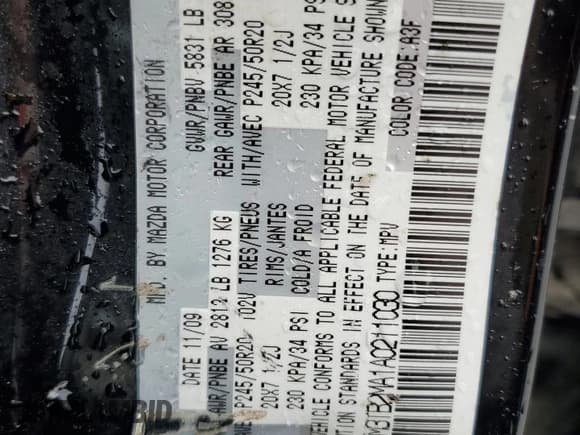 MFD. BY MAZDA MOTOR CORPORATION
DATE 11/09 GVWR/PNBV 5831 LB
GAWR/PNBE AV 2813 LB 1276 KG REAR GAWR/PNBE AR 308
P245/50R20 102V TIRES/PNEUS WITH/AVEC P245/50R20
20X7 1/2J RIMS/JANTES 20X7 1/2J
230 KPA/34 PSI COLD/A FROID 230 KPA/34 PS
VEHICLE CONFORMS TO ALL APPLICABLE FEDERAL MOTOR VEHICLE S
STANDARDS IN EFFECT ON THE DATE OF MANUFACTURE SHOWN
TYPE:MPV COLOR CODE:A3F